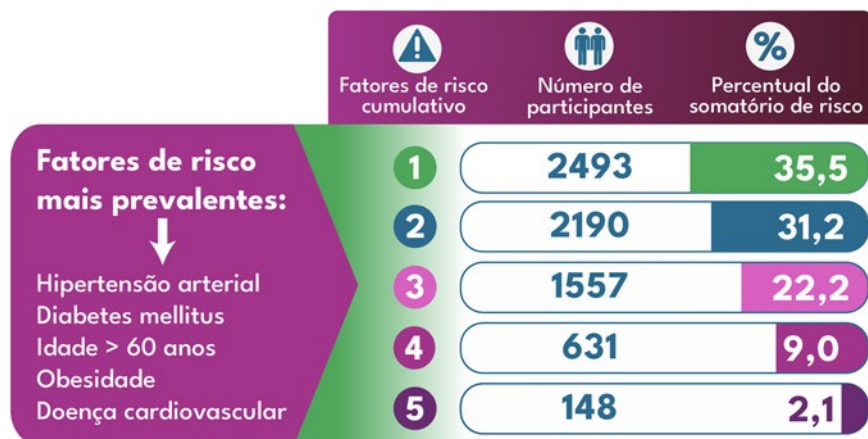 Fatores de risco
cumulativo
Número de
participantes
%
Percentual do
somatório de risco
Fatores de risco
mais prevalentes:
Hipertensão arterial
Diabetes mellitus
Idade > 60 anos
Obesidade
Doença cardiovascular
1 2493 35,5
2 2190 31,2
3 1557 22,2
4 631 9,0
5 148 2,1